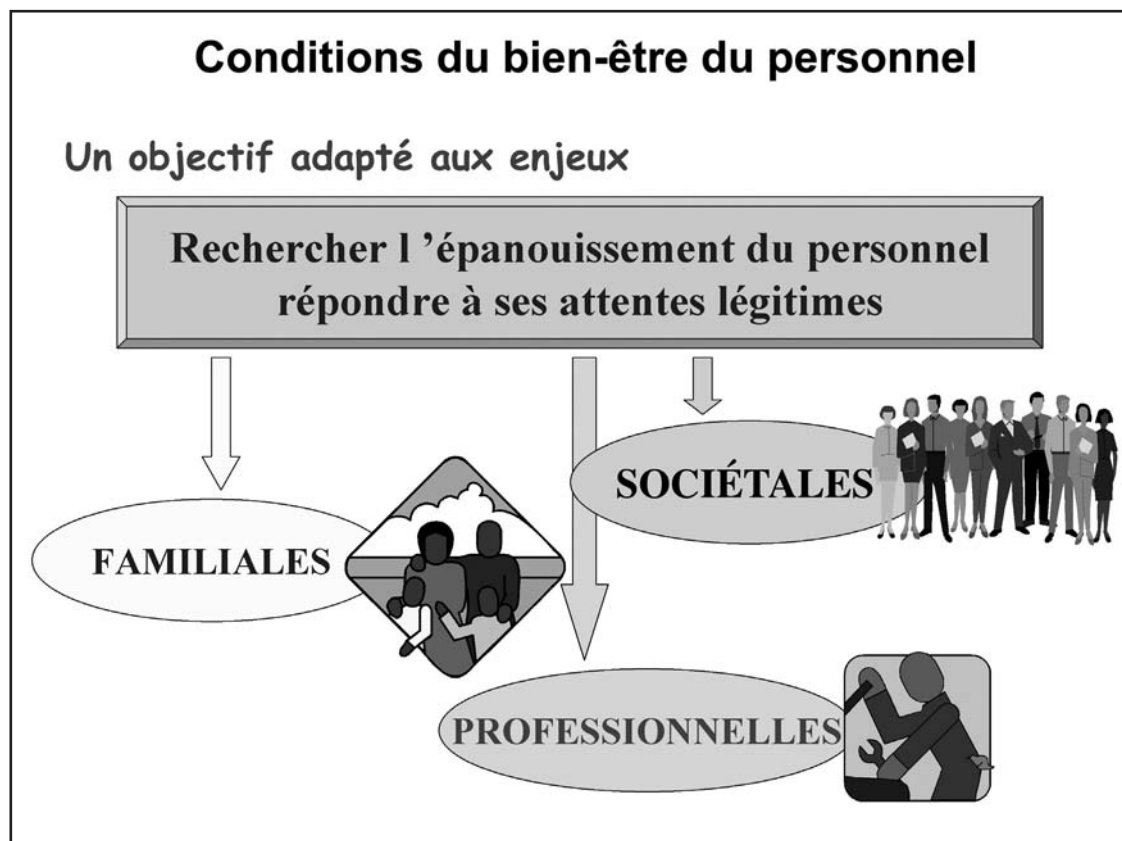 Conditions du bien-être du personnel
Un objectif adapté aux enjeux
Rechercher l ’épanouissement du personnel
répondre à ses attentes légitimes
SOCIÉTALES
FAMILIALES
PROFESSIONNELLES